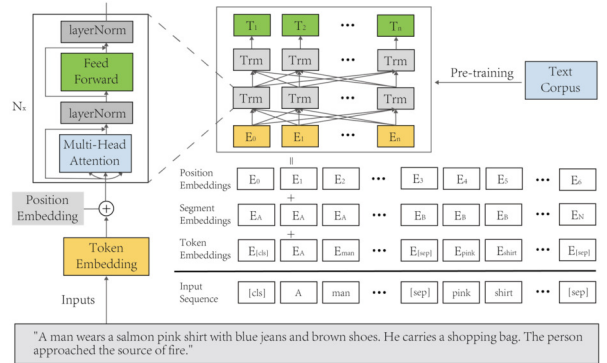 layerNorm
Feed
Forward
layerNorm
Multi-Head
Attention
Nx
Position
Embedding
+
Token
Embedding
Inputs
T1 T2 ••• Tn
Trm Trm ••• Trm
Trm Trm ••• Trm
E0 E1 ••• En
Pre-training
Text
Corpus
=
Position
Embeddings
E0 E1 E2 ••• E3 E4 E5 ••• E6
+
Segment
Embeddings
EA EA EA ••• EB EB EB ••• EN
+
Token
Embeddings
E[cls] EA Eman ••• E[sep] Epink Eshirt ••• E[sep]
Input
Sequence
[cls] A man ••• [sep] pink shirt ••• [sep]
"A man wears a salmon pink shirt with blue jeans and brown shoes. He carries a shopping bag. The person
approached the source of fire."